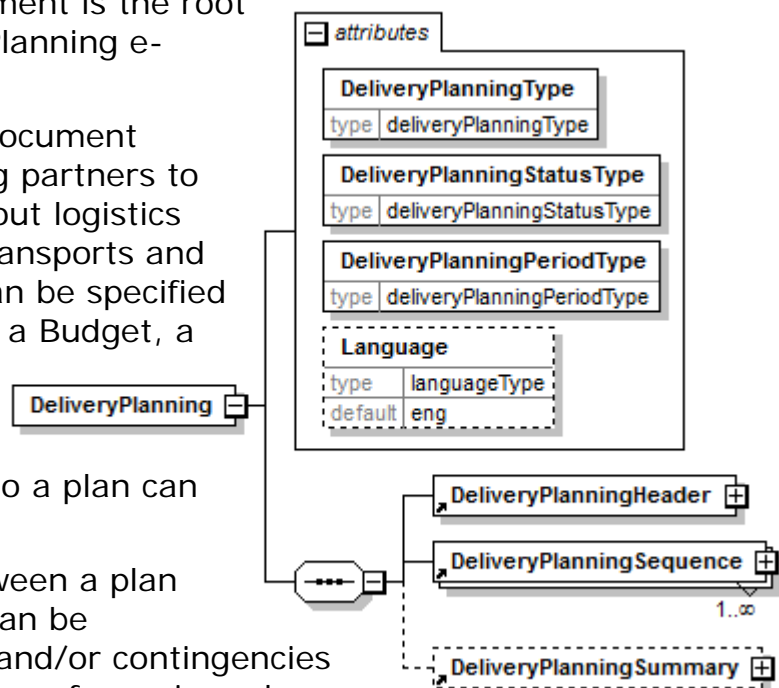 ment is the root
Planning e-
ocument
g partners to
out logistics
ansports and
an be specified
a Budget, a
o a plan can
ween a plan
an be
and/or contingencies
attributes
DeliveryPlanningType
type deliveryPlanningType
DeliveryPlanningStatusType
type deliveryPlanningStatusType
DeliveryPlanningPeriodType
type deliveryPlanningPeriodType
Language
type languageType
default eng
DeliveryPlanning
DeliveryPlanningHeader
DeliveryPlanningSequence
1..∞
DeliveryPlanningSummary